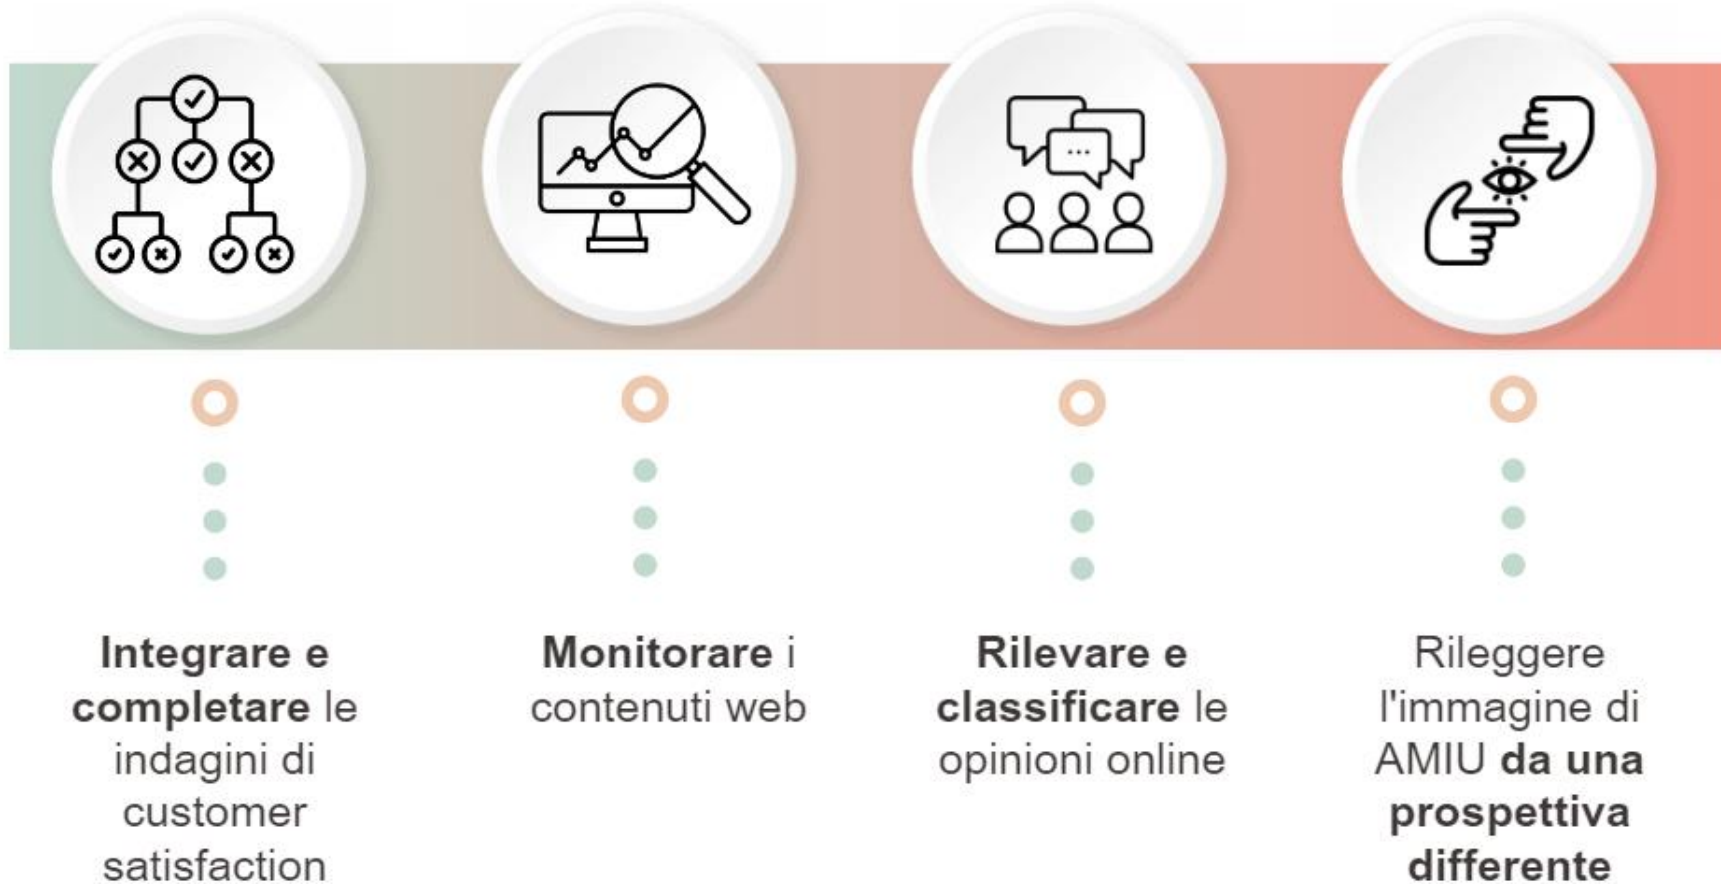 Integrare e
completare le
indagini di
customer
satisfaction
Monitorare i
contenuti web
Rilevare e
classificare le
opinioni online
Rileggere
l'immagine di
AMIU da una
prospettiva
differente